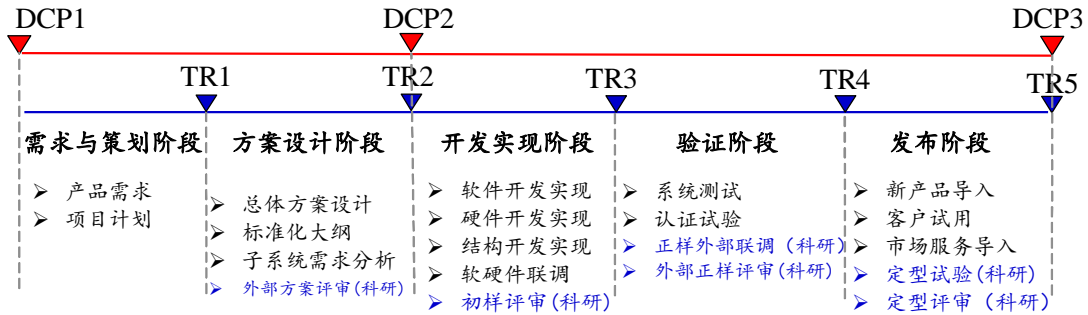 DCP1
DCP2
DCP3
TR1
TR2
TR3
TR4
TR5
需求与策划阶段
产品需求
项目计划
方案设计阶段
总体方案设计
标准化大纲
子系统需求分析
外部方案评审(科研)
开发实现阶段
软件开发实现
硬件开发实现
结构开发实现
软硬件联调
初样评审(科研)
验证阶段
系统测试
认证试验
正样外部联调（科研)
外部正样评审（科研)
发布阶段
新产品导入
客户试用
市场服务导入
定型试验(科研)
定型评审（科研）